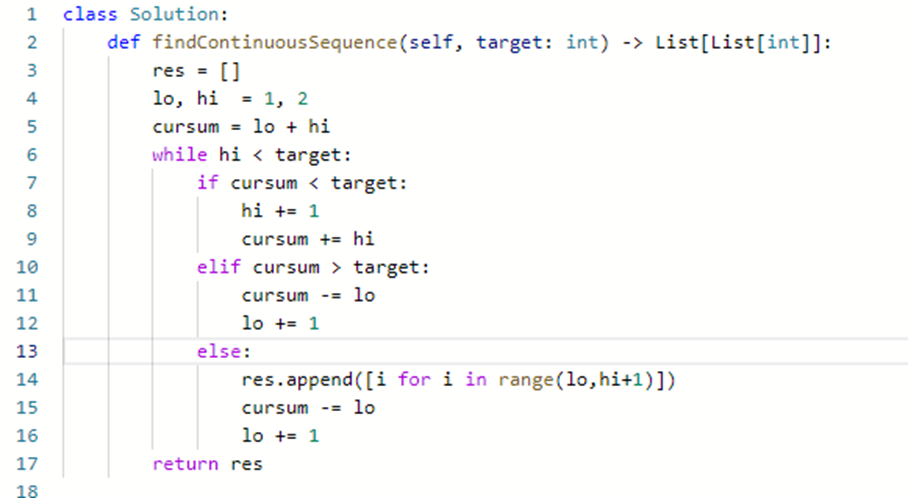 1 class Solution:
2     def findContinuousSequence(self, target: int) -> List[List[int]]:
3         res = []
4         lo, hi  = 1, 2
5         cursum = lo + hi
6         while hi < target:
7             if cursum < target:
8                 hi += 1
9                 cursum += hi
10             elif cursum > target:
11                 cursum -= lo
12                 lo += 1
13             else:
14                 res.append([i for i in range(lo,hi+1)])
15                 cursum -= lo
16                 lo += 1
17         return res
18